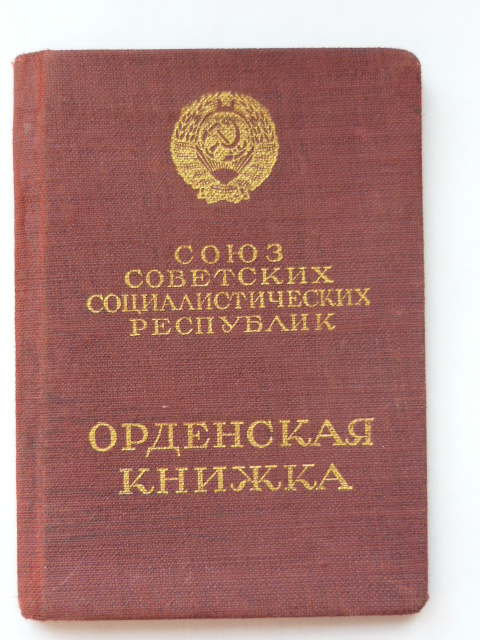 СОЮЗ
СОВЕТСКИХ
СОЦИАЛИСТИЧЕСКИХ
РЕСПУБЛИК
ОРДЕНСКАЯ
КНИЖКА